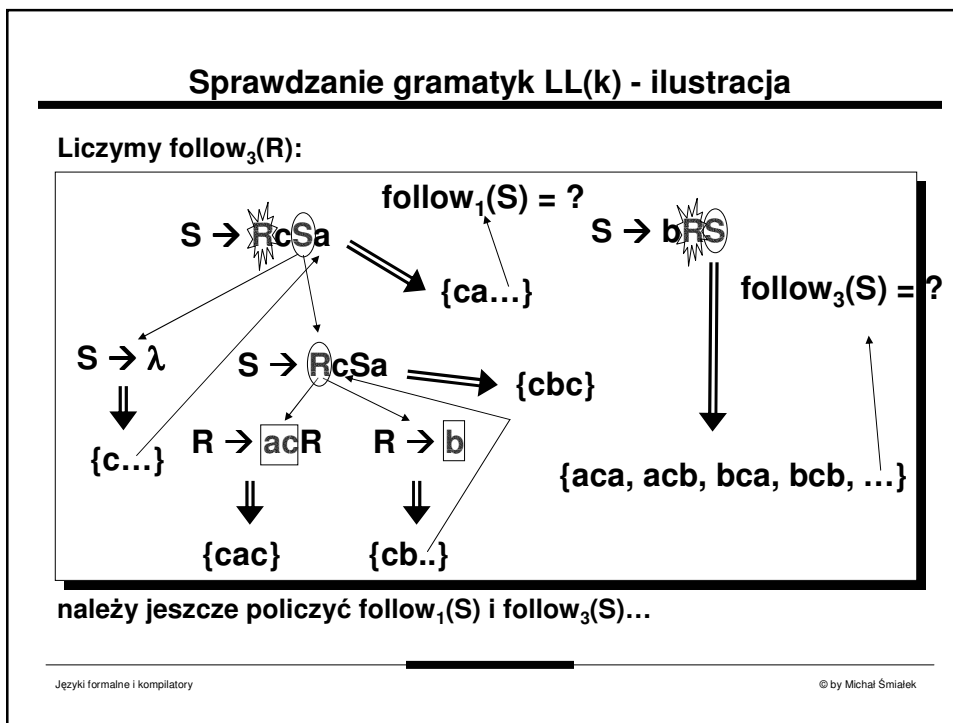 Sprawdzanie gramatyk LL(k) - ilustracja
Liczymy follow₃(R):
follow₁(S) = ?
S → RcSa
S → bRS
{ca…}
follow₃(S) = ?
S → λ
S → RcSa
{cbc}
{c…}
R → acR
R → b
{aca, acb, bca, bcb, …}
{cac}
{cb..}
należy jeszcze policzyć follow₁(S) i follow₃(S)…
Języki formalne i kompilatory
© by Michał Śmiałek